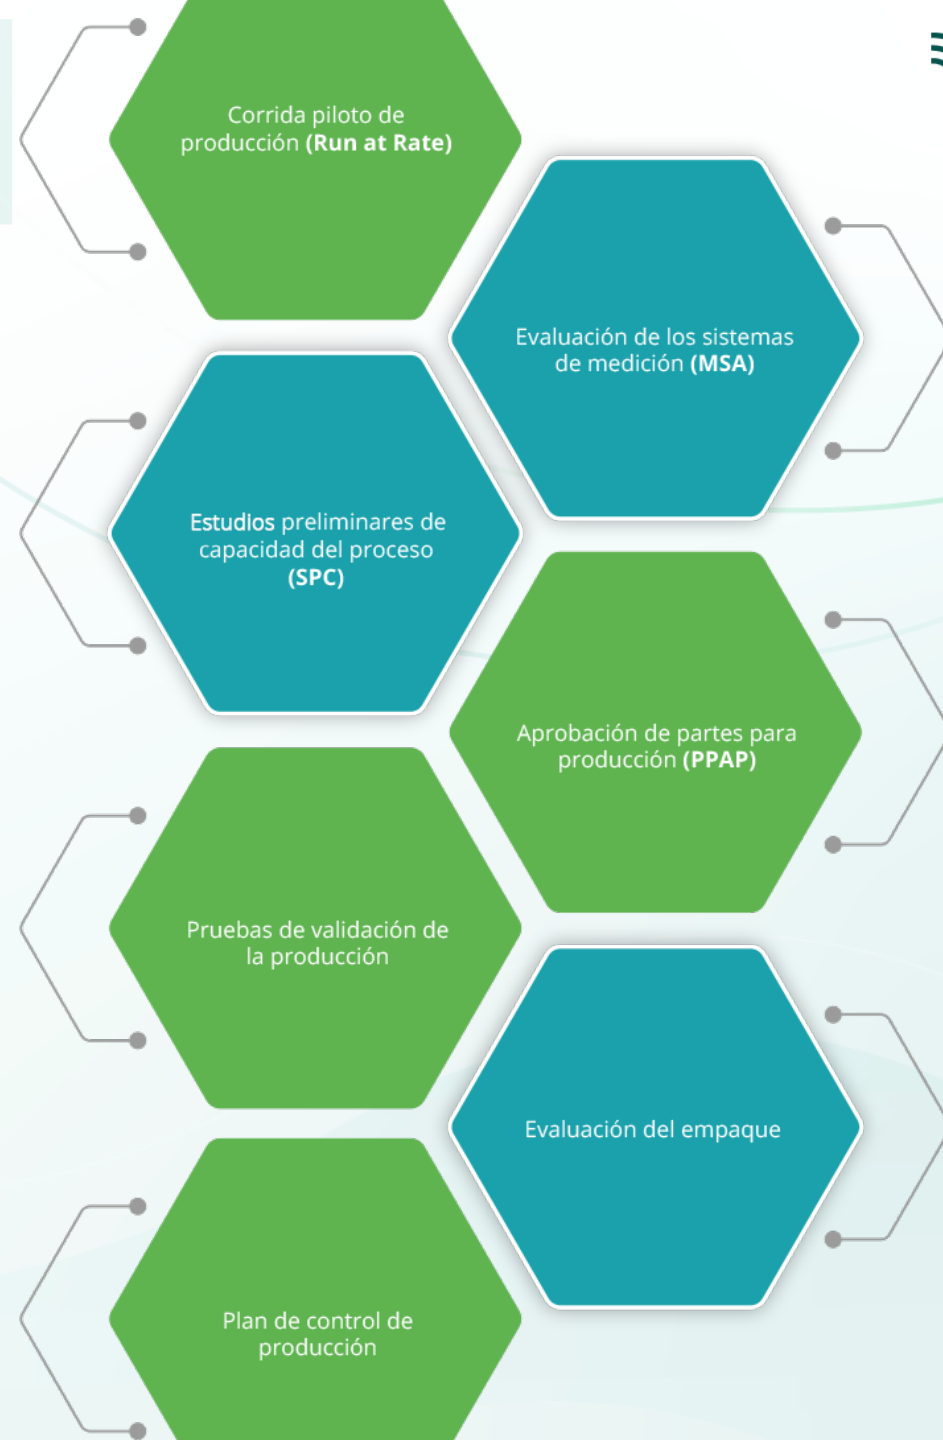 Corrida piloto de
producción (Run at Rate)
Evaluación de los sistemas
de medición (MSA)
Estudios preliminares de
capacidad del proceso
(SPC)
Aprobación de partes para
producción (PPAP)
Pruebas de validación de
la producción
Evaluación del empaque
Plan de control de
producción